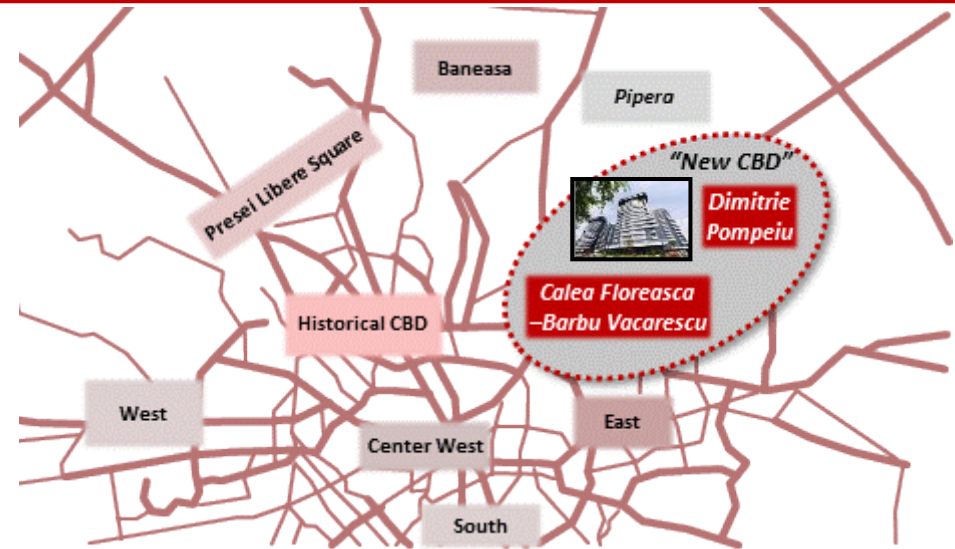 Baneasa
Pipera
Presei Libere Square
“New CBD”
Dimitrie
Pompeiu
Calea Floreasca
–Barbu Vacarescu
Historical CBD
West
Center West
East
South